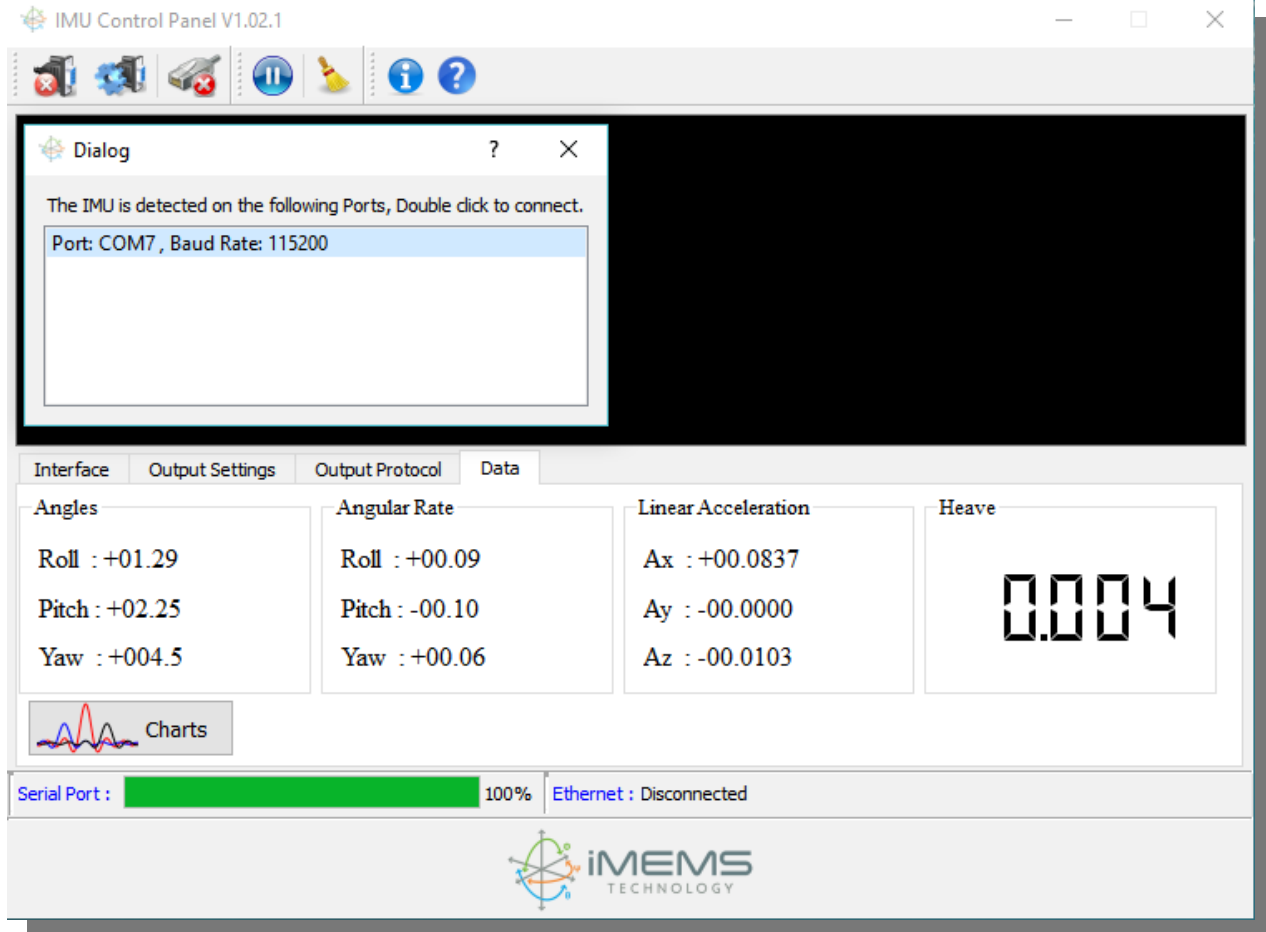 IMU Control Panel V1.02.1
Dialog
?
The IMU is detected on the following Ports, Double click to connect.
Port: COM7 , Baud Rate: 115200
Interface Output Settings Output Protocol Data
Angles Angular Rate Linear Acceleration Heave
Roll : +01.29 Roll : +00.09 Ax : +00.0837
Pitch : +02.25 Pitch : -00.10 Ay : -00.0000 0.004
Yaw : +004.5 Yaw : +00.06 Az : -00.0103
Charts
Serial Port : 100% Ethernet : Disconnected
iMEMS
TECHNOLOGY